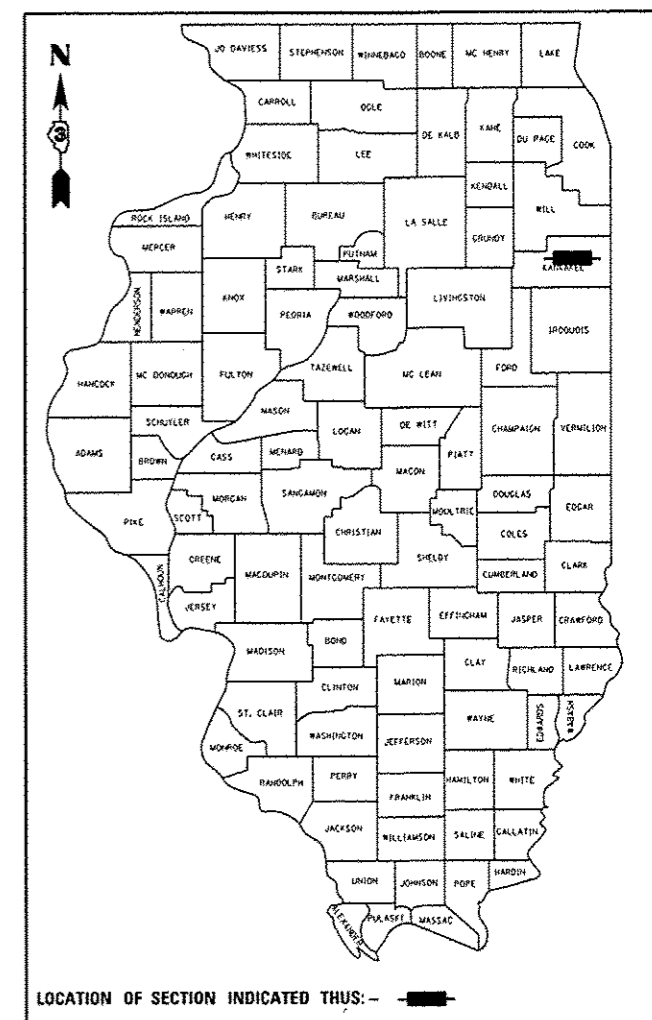 JO DAVIESS STEPHENSON WINNEBAGO BOONE MC HENRY LAKE
N
CARROLL OGLE
3
DE KALB KANE DU PAGE COOK
WHITESIDE LEE
KENDALL WILL
ROCK ISLAND HENRY BUREAU LA SALLE GRUNDY
MERCER PUTNAM
STARK MARSHALL KANKAKEE
HENDERSON WARREN KNOX LIVINGSTON
PEORIA WOODFORD IROQUOIS
HANCOCK MC DONOUGH FULTON TAZEWELL MC LEAN FORD
MASON
SCHUYLER LOGAN DE WITT CHAMPAIGN VERMILION
ADAMS BROWN CASS MENARD PIATT
MACON
MORGAN SANGAMON DOUGLAS
PIKE SCOTT MOULTRIE EDGAR
CHRISTIAN COLES
GREENE SHELBY
CALHOUN MACOUPIN MONTGOMERY CUMBERLAND CLARK
JERSEY
FAYETTE EFFINGHAM JASPER CRAWFORD
MADISON BOND
CLAY RICHLAND LAWRENCE
CLINTON MARION
ST. CLAIR WAYNE EDWARDS WABASH
MONROE WASHINGTON JEFFERSON
RANDOLPH PERRY HAMILTON WHITE
FRANKLIN
JACKSON WILLIAMSON SALINE GALLATIN
UNION JOHNSON POPE HARDIN
ALEXANDER PULASKI MASSAC
LOCATION OF SECTION INDICATED THUS: -